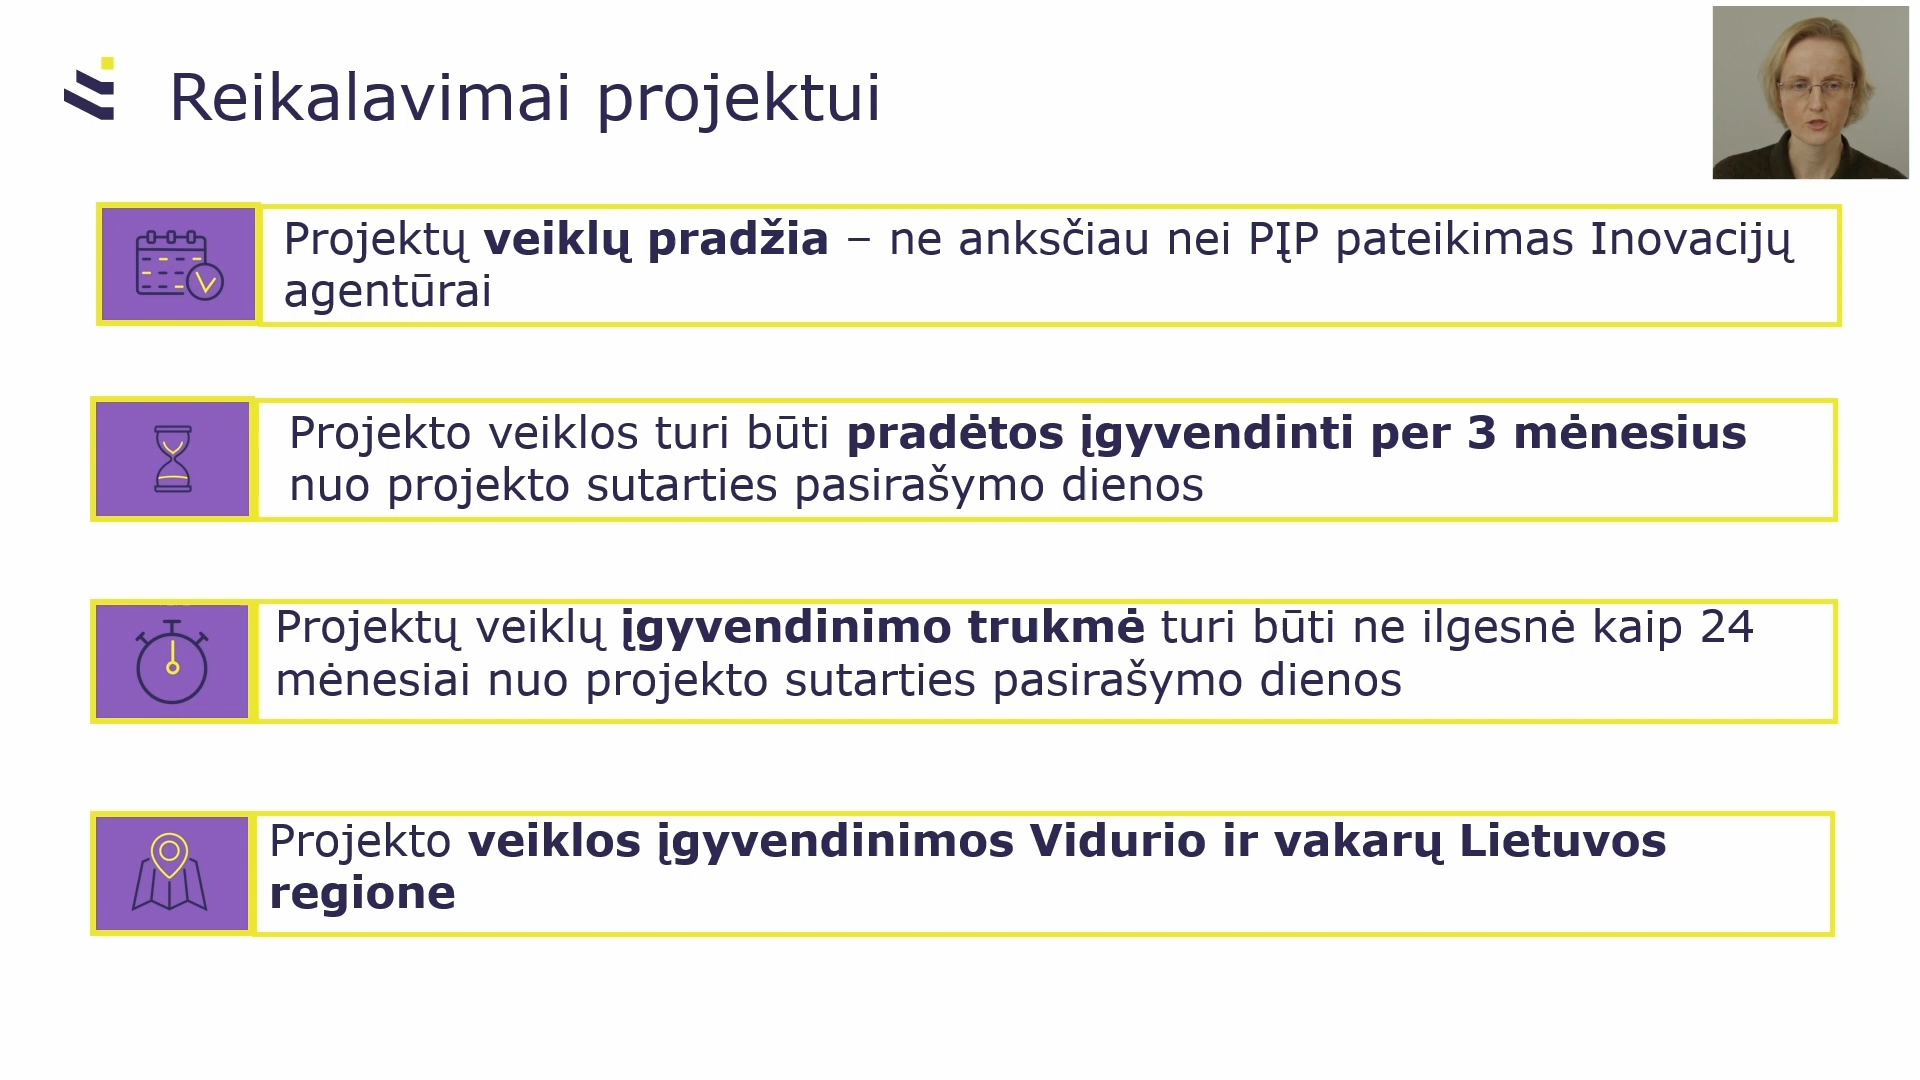 Reikalavimai projektui
Projektų veiklų pradžia – ne anksčiau nei PĮP pateikimas Inovacijų
agentūrai
Projekto veiklos turi būti pradėtos įgyvendinti per 3 mėnesius
nuo projekto sutarties pasirašymo dienos
Projektų veiklų įgyvendinimo trukmė turi būti ne ilgesnė kaip 24
mėnesiai nuo projekto sutarties pasirašymo dienos
Projekto veiklos įgyvendinimos Vidurio ir vakarų Lietuvos
regione